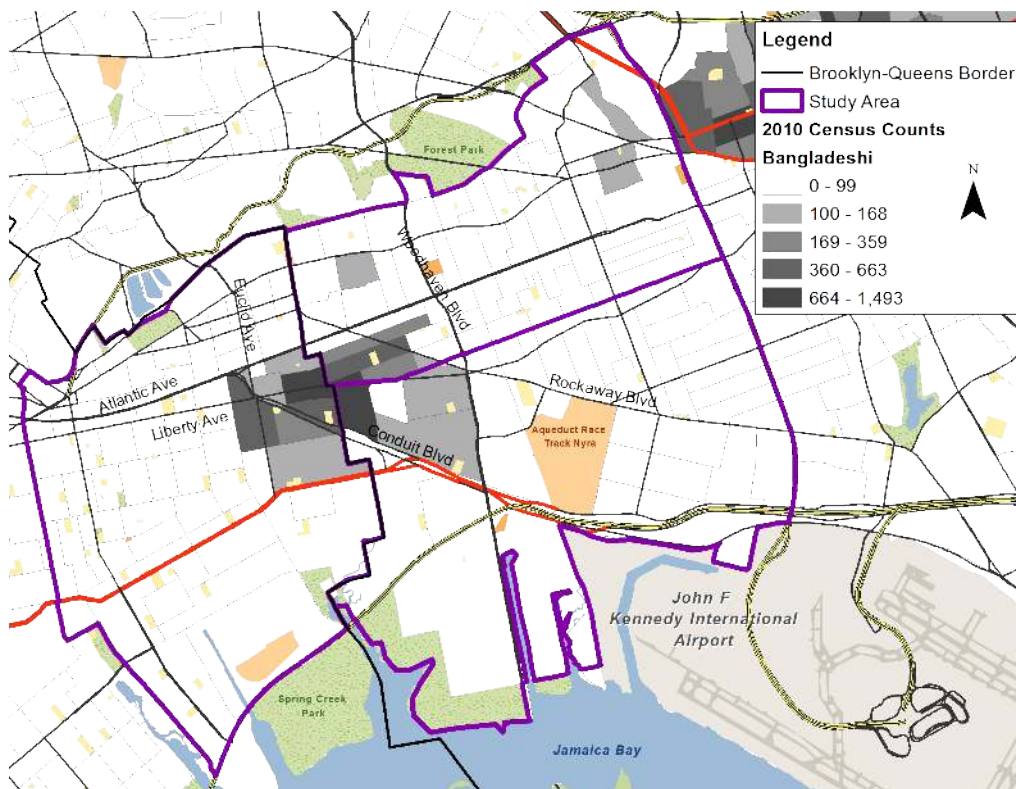 Legend
Brooklyn-Queens Border
Study Area
2010 Census Counts
Bangladeshi
0 - 99
100 - 168
169 - 359
360 - 663
664 - 1,493
N
Forest Park
Woodhaven Blvd
Euclid Ave
Atlantic Ave
Liberty Ave
Rockaway Blvd
Conduit Blvd
Aqueduct Race
Track Nyra
John F
Kennedy International
Airport
Spring Creek
Park
Jamaica Bay